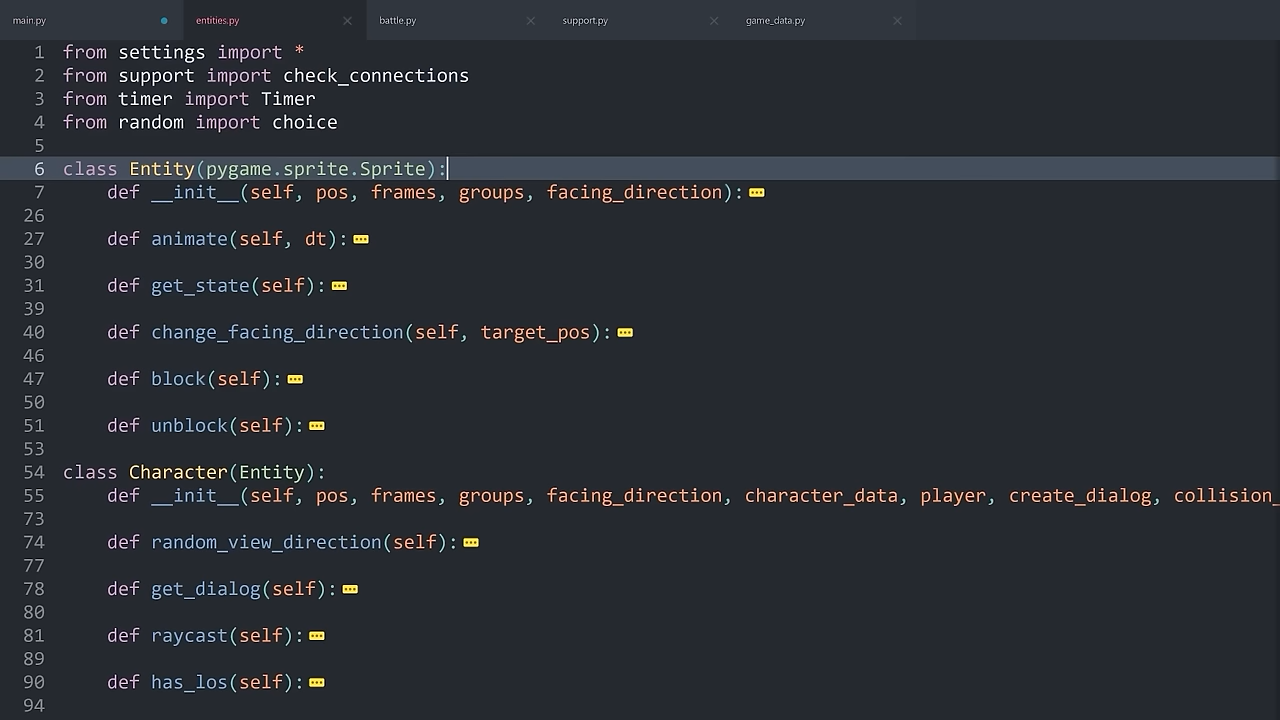 main.py entities.py battle.py support.py game_data.py
1 from settings import *
2 from support import check_connections
3 from timer import Timer
4 from random import choice
5
6 class Entity(pygame.sprite.Sprite):
7     def __init__(self, pos, frames, groups, facing_direction):
26
27     def animate(self, dt):
30
31     def get_state(self):
39
40     def change_facing_direction(self, target_pos):
46
47     def block(self):
50
51     def unblock(self):
53
54 class Character(Entity):
55     def __init__(self, pos, frames, groups, facing_direction, character_data, player, create_dialog, collision_
73
74     def random_view_direction(self):
77
78     def get_dialog(self):
80
81     def raycast(self):
89
90     def has_los(self):
94